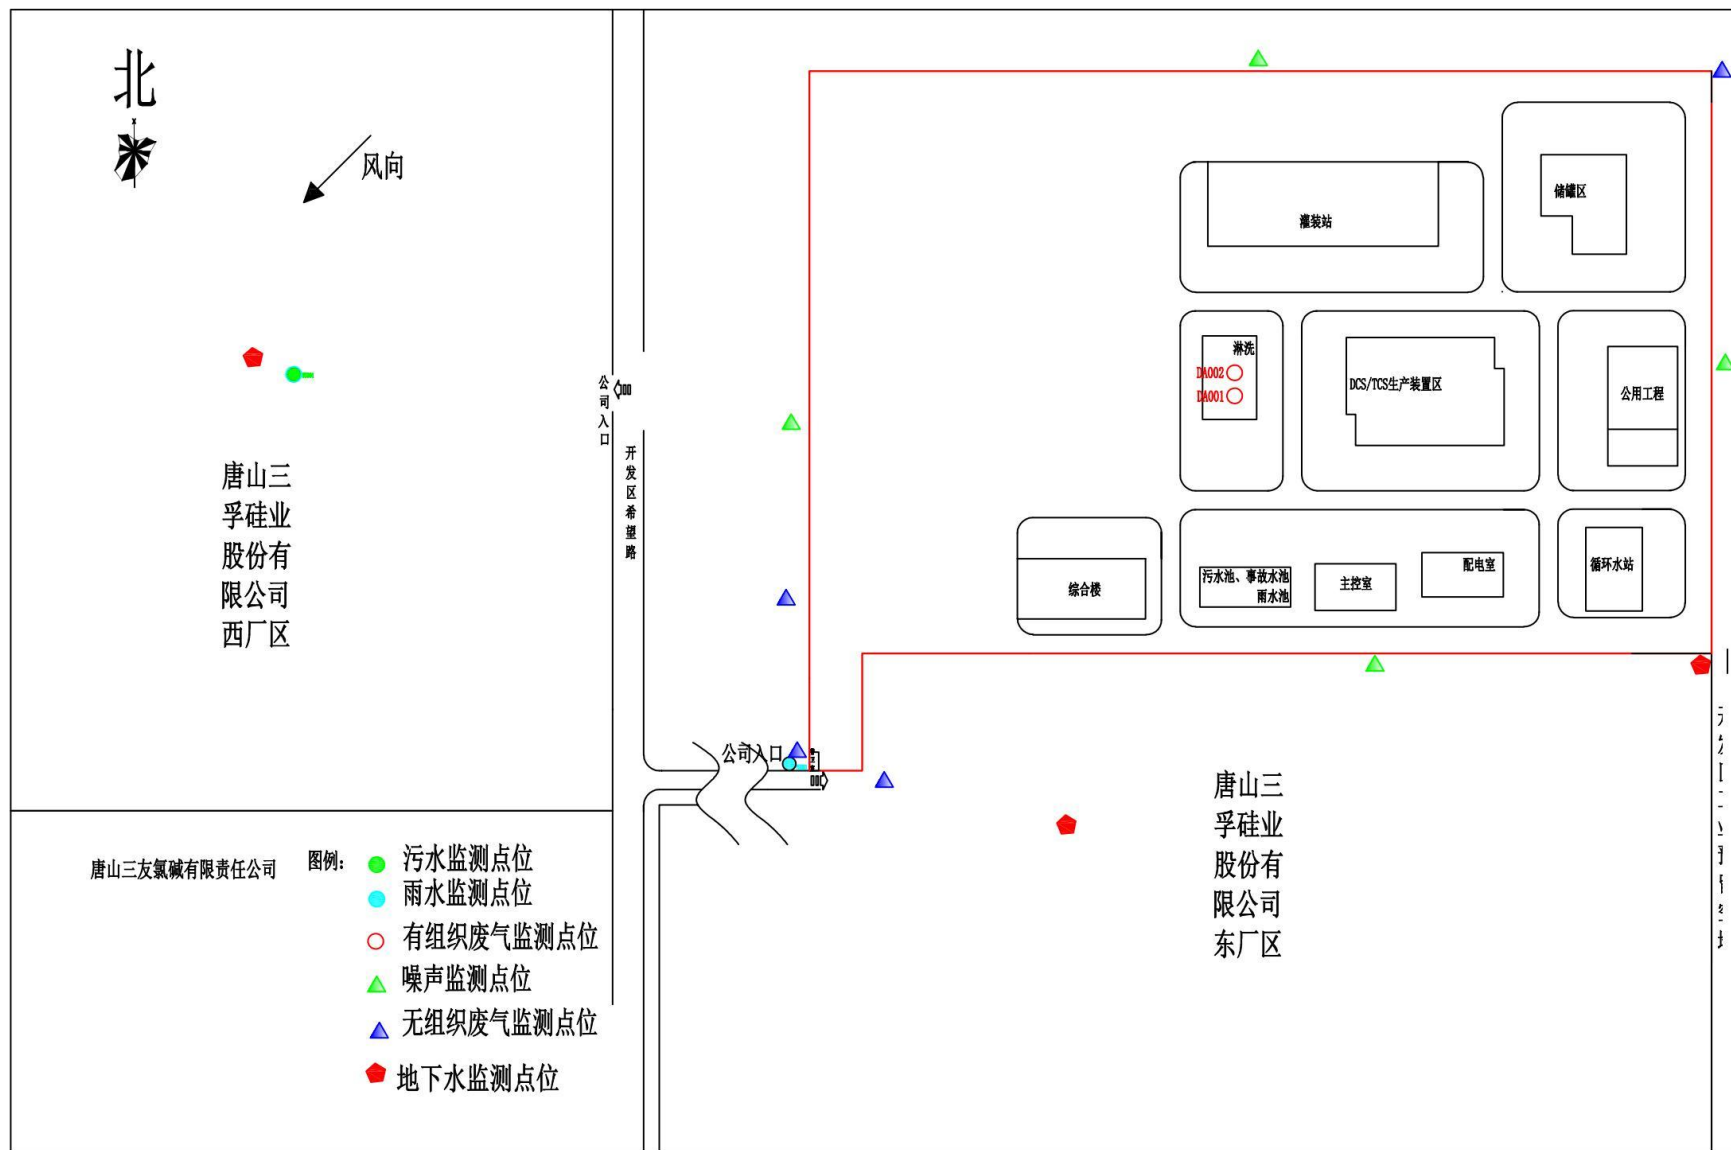 北
风向
唐山三
孚硅业
股份有
限公司
西厂区
公司入口
开发区希望路
灌装站
储罐区
淋洗
DA002
DA001
DCS/TCS生产装置区
公用工程
综合楼
污水池、事故水池
雨水池
主控室
配电室
循环水站
公司入口
唐山三
孚硅业
股份有
限公司
东厂区
唐山三友氯碱有限责任公司
图例：
污水监测点位
雨水监测点位
有组织废气监测点位
噪声监测点位
无组织废气监测点位
地下水监测点位